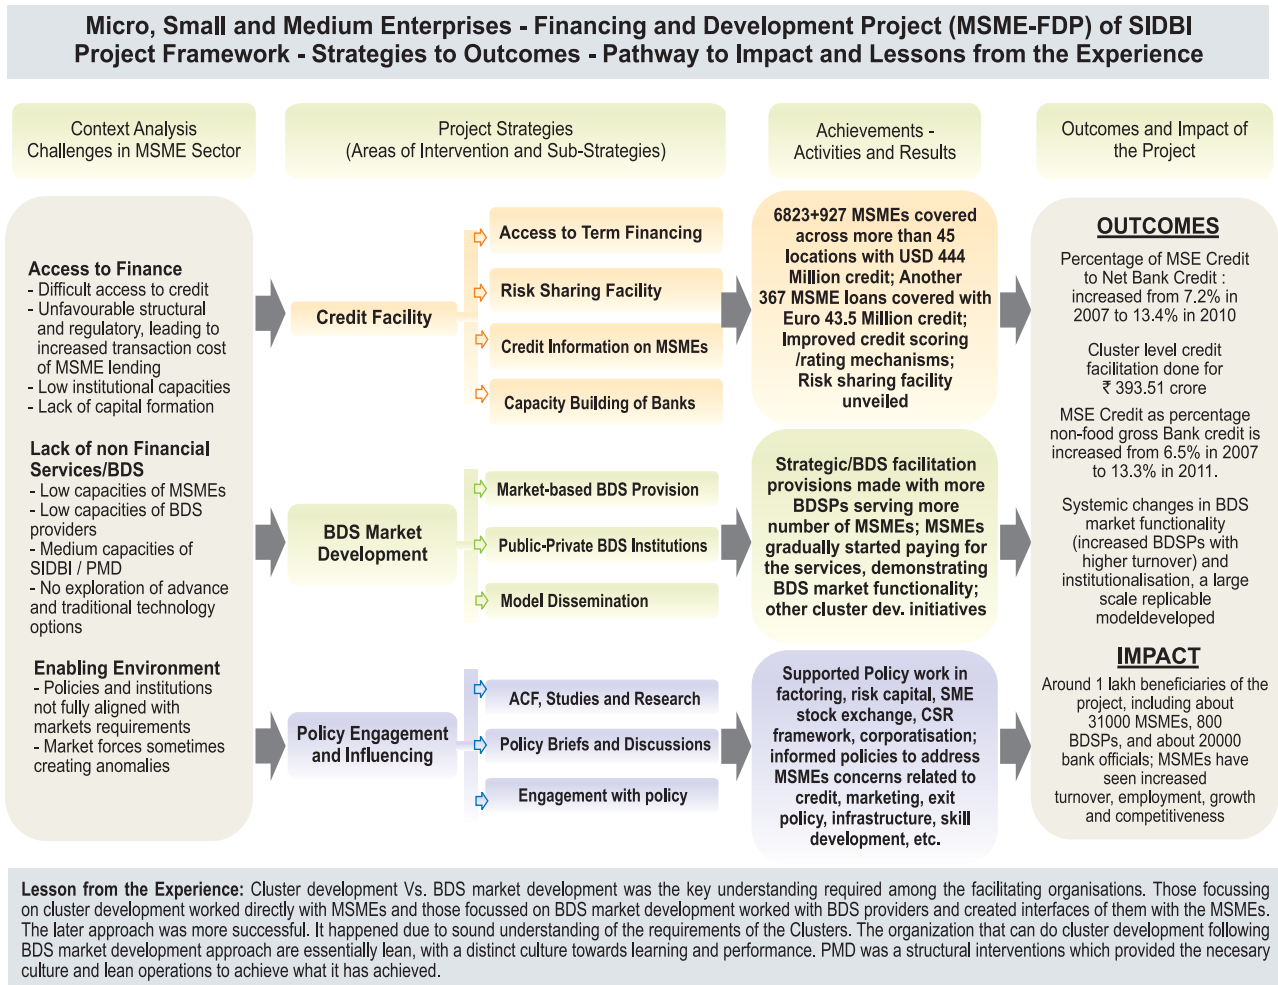 Micro, Small and Medium Enterprises - Financing and Development Project (MSME-FDP) of SIDBI
Project Framework - Strategies to Outcomes - Pathway to Impact and Lessons from the Experience
Context Analysis
Challenges in MSME Sector
Project Strategies
(Areas of Intervention and Sub-Strategies)
Achievements -
Activities and Results
Outcomes and Impact of
the Project
Access to Finance
- Difficult access to credit
- Unfavourable structural
and regulatory, leading to
increased transaction cost
of MSME lending
- Low institutional capacities
- Lack of capital formation
Lack of non Financial
Services/BDS
- Low capacities of MSMEs
- Low capacities of BDS
providers
- Medium capacities of
SIDBI / PMD
- No exploration of advance
and traditional technology
options
Enabling Environment
- Policies and institutions
not fully aligned with
markets requirements
- Market forces sometimes
creating anomalies
Credit Facility
Access to Term Financing
Risk Sharing Facility
Credit Information on MSMEs
Capacity Building of Banks
BDS Market
Development
Market-based BDS Provision
Public-Private BDS Institutions
Model Dissemination
Policy Engagement
and Influencing
ACF, Studies and Research
Policy Briefs and Discussions
Engagement with policy
6823+927 MSMEs covered
across more than 45
locations with USD 444
Million credit; Another
367 MSME loans covered with
Euro 43.5 Million credit;
Improved credit scoring
/rating mechanisms;
Risk sharing facility
unveiled
Strategic/BDS facilitation
provisions made with more
BDSPs serving more
number of MSMEs; MSMEs
gradually started paying for
the services, demonstrating
BDS market functionality;
other cluster dev. initiatives
Supported Policy work in
factoring, risk capital, SME
stock exchange, CSR
framework, corporatisation;
informed policies to address
MSMEs concerns related to
credit, marketing, exit
policy, infrastructure, skill
development, etc.
OUTCOMES
Percentage of MSE Credit
to Net Bank Credit :
increased from 7.2% in
2007 to 13.4% in 2010
Cluster level credit
facilitation done for
₹ 393.51 crore
MSE Credit as percentage
non-food gross Bank credit is
increased from 6.5% in 2007
to 13.3% in 2011.
Systemic changes in BDS
market functionality
(increased BDSPs with
higher turnover) and
institutionalisation, a large
scale replicable
modeldeveloped
IMPACT
Around 1 lakh beneficiaries of the
project, including about
31000 MSMEs, 800
BDSPs, and about 20000
bank officials; MSMEs have
seen increased
turnover, employment, growth
and competitiveness
Lesson from the Experience: Cluster development Vs. BDS market development was the key understanding required among the facilitating organisations. Those focussing
on cluster development worked directly with MSMEs and those focussed on BDS market development worked with BDS providers and created interfaces of them with the MSMEs.
The later approach was more successful. It happened due to sound understanding of the requirements of the Clusters. The organization that can do cluster development following
BDS market development approach are essentially lean, with a distinct culture towards learning and performance. PMD was a structural interventions which provided the necesary
culture and lean operations to achieve what it has achieved.